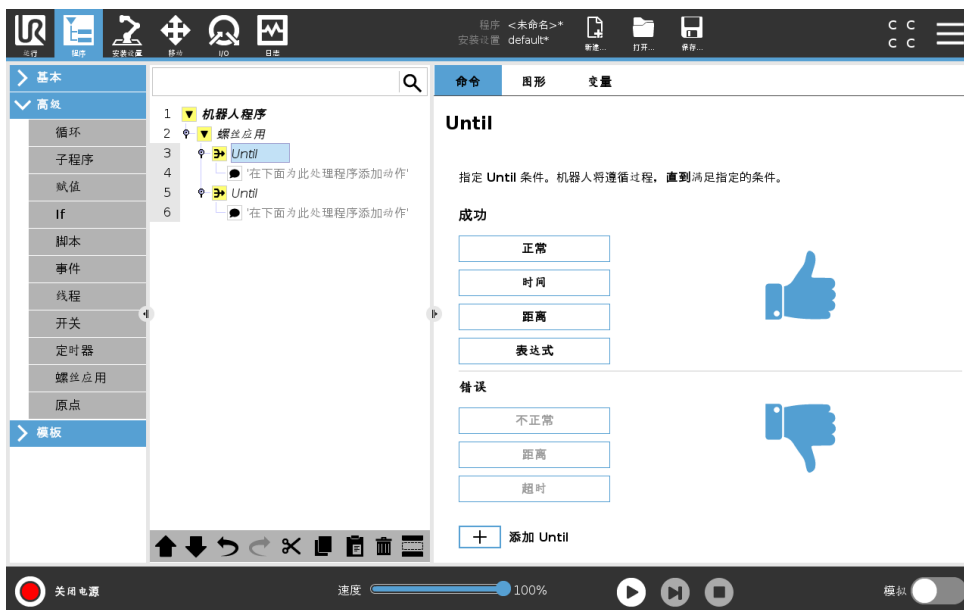 UR
运行
程序
安装设置
移动
I/O
日志
程序 <未命名>*
安装设置 default*
新建...
打开...
保存...
C C
C C
基本
高级
循环
子程序
赋值
If
脚本
事件
线程
开关
定时器
螺丝应用
原点
模板
1 机器人程序
2 螺丝应用
3 Until
4 '在下面为此处理程序添加动作'
5 Until
6 '在下面为此处理程序添加动作'
命令 图形 变量
Until
指定 Until 条件。机器人将遵循过程，直到满足指定的条件。
成功
正常
时间
距离
表达式
错误
不正常
距离
超时
添加 Until
关闭电源
速度 100%
模拟